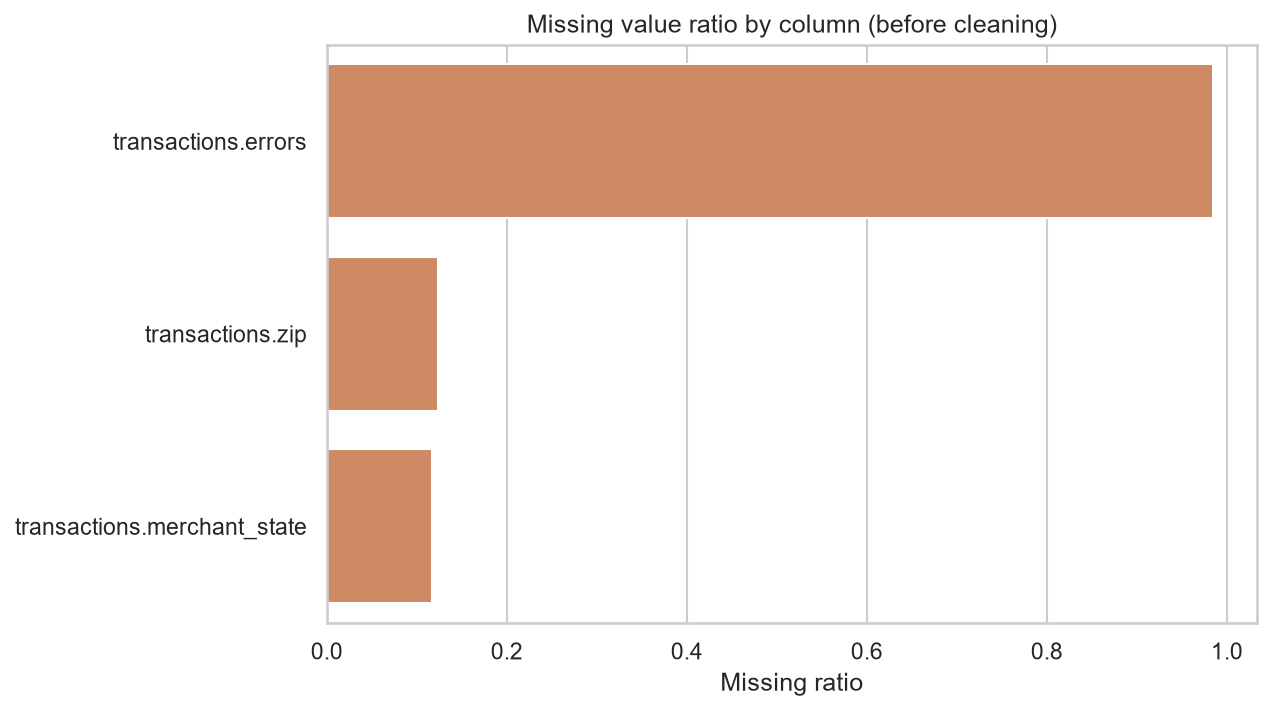 Missing value ratio by column (before cleaning)
transactions.errors
transactions.zip
transactions.merchant_state
0.0 0.2 0.4 0.6 0.8 1.0
Missing ratio